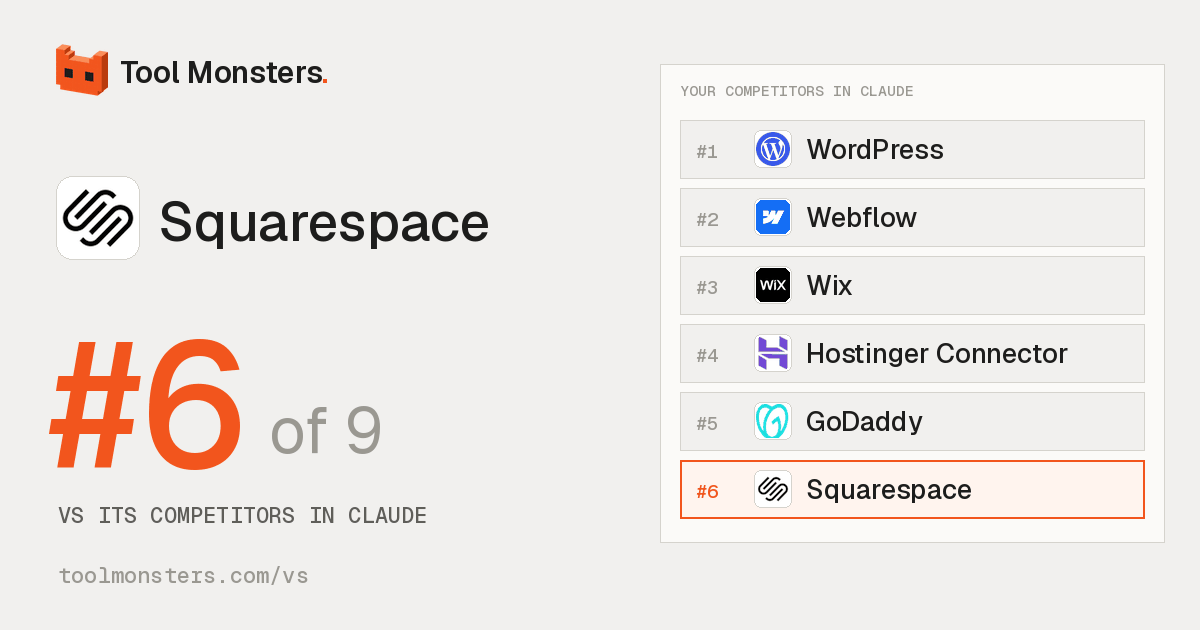 Tool Monsters.
Squarespace
#6 of 9
VS ITS COMPETITORS IN CLAUDE
toolmonsters.com/vs
YOUR COMPETITORS IN CLAUDE
#1 WordPress
#2 Webflow
#3 WiX Wix
#4 Hostinger Connector
#5 GoDaddy
#6 Squarespace